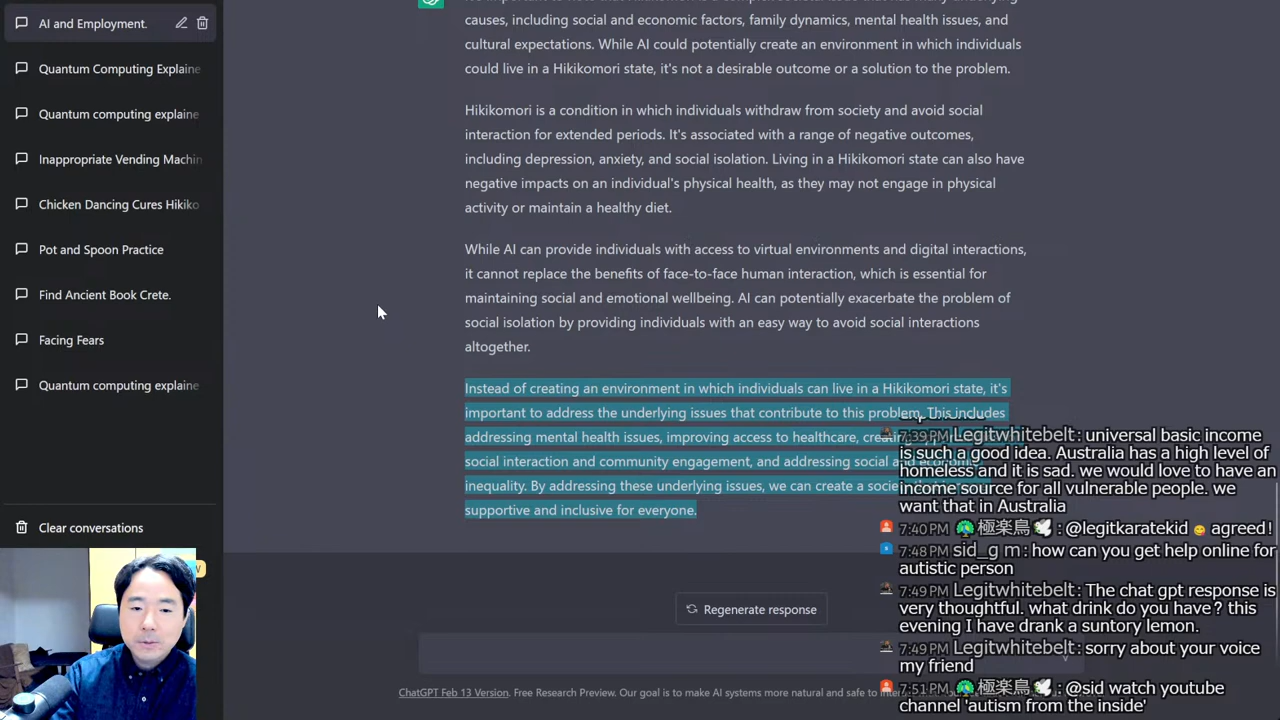 AI and Employment.
Quantum Computing Explaine
Quantum computing explaine
Inappropriate Vending Machin
Chicken Dancing Cures Hikiko
Pot and Spoon Practice
Find Ancient Book Crete.
Facing Fears
Quantum computing explaine
Clear conversations
causes, including social and economic factors, family dynamics, mental health issues, and
cultural expectations. While AI could potentially create an environment in which individuals
could live in a Hikikomori state, it's not a desirable outcome or a solution to the problem.
Hikikomori is a condition in which individuals withdraw from society and avoid social
interaction for extended periods. It's associated with a range of negative outcomes,
including depression, anxiety, and social isolation. Living in a Hikikomori state can also have
negative impacts on an individual's physical health, as they may not engage in physical
activity or maintain a healthy diet.
While AI can provide individuals with access to virtual environments and digital interactions,
it cannot replace the benefits of face-to-face human interaction, which is essential for
maintaining social and emotional wellbeing. AI can potentially exacerbate the problem of
social isolation by providing individuals with an easy way to avoid social interactions
altogether.
Instead of creating an environment in which individuals can live in a Hikikomori state, it's
important to address the underlying issues that contribute to this problem. This includes
addressing mental health issues, improving access to healthcare,
social interaction and community engagement, and addressing social
inequality. By addressing these underlying issues, we can create a
supportive and inclusive for everyone.
Regenerate response
ChatGPT Feb 13 Version. Free Research Preview. Our goal is to make AI systems more natural and safe to
7:39 PM Legitwhitebelt: universal basic income
is such a good idea. Australia has a high level of
homeless and it is sad. we would love to have an
income source for all vulnerable people. we
want that in Australia
7:40 PM 極楽鳥: @legitkaratekid agreed!
7:48 PM sid_g m: how can you get help online for
autistic person
7:49 PM Legitwhitebelt: The chat gpt response is
very thoughtful. what drink do you have? this
evening I have drank a suntory lemon.
7:49 PM Legitwhitebelt: sorry about your voice
my friend
7:51 PM 極楽鳥: @sid watch youtube
channel 'autism from the inside'